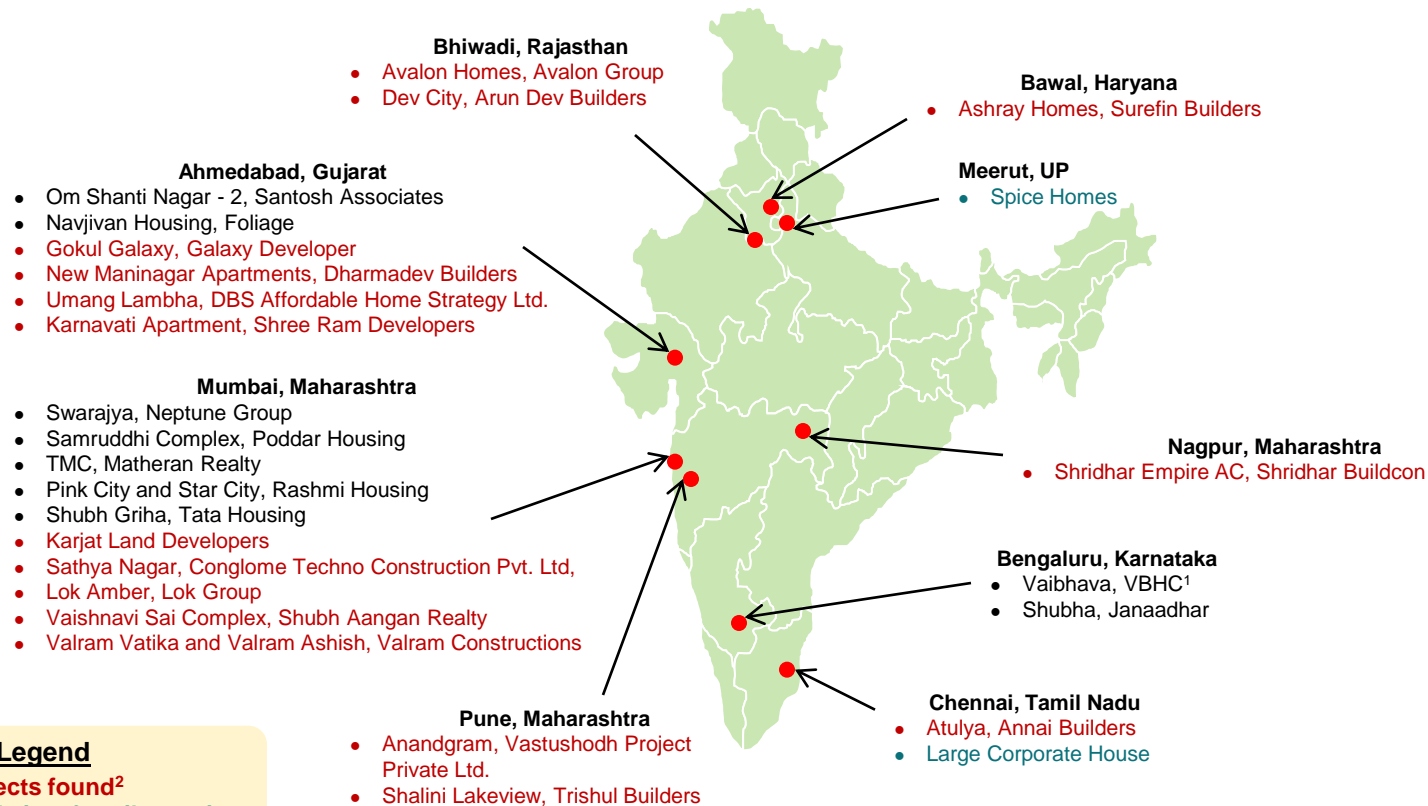 Bhiwadi, Rajasthan
• Avalon Homes, Avalon Group
• Dev City, Arun Dev Builders
Bawal, Haryana
• Ashray Homes, Surefin Builders
Meerut, UP
• Spice Homes
Ahmedabad, Gujarat
• Om Shanti Nagar - 2, Santosh Associates
• Navjivan Housing, Foliage
• Gokul Galaxy, Galaxy Developer
• New Maninagar Apartments, Dharmadev Builders
• Umang Lambha, DBS Affordable Home Strategy Ltd.
• Karnavati Apartment, Shree Ram Developers
Mumbai, Maharashtra
• Swarajya, Neptune Group
• Samruddhi Complex, Poddar Housing
• TMC, Matheran Realty
• Pink City and Star City, Rashmi Housing
• Shubh Griha, Tata Housing
• Karjat Land Developers
• Sathya Nagar, Conglome Techno Construction Pvt. Ltd,
• Lok Amber, Lok Group
• Vaishnavi Sai Complex, Shubh Aangan Realty
• Valram Vatika and Valram Ashish, Valram Constructions
Nagpur, Maharashtra
• Shridhar Empire AC, Shridhar Buildcon
Bengaluru, Karnataka
• Vaibhava, VBHC¹
• Shubha, Janaadhar
Chennai, Tamil Nadu
• Atulya, Annai Builders
• Large Corporate House
Pune, Maharashtra
• Anandgram, Vastushodh Project
Private Ltd.
• Shalini Lakeview, Trishul Builders
Legend
ects found²